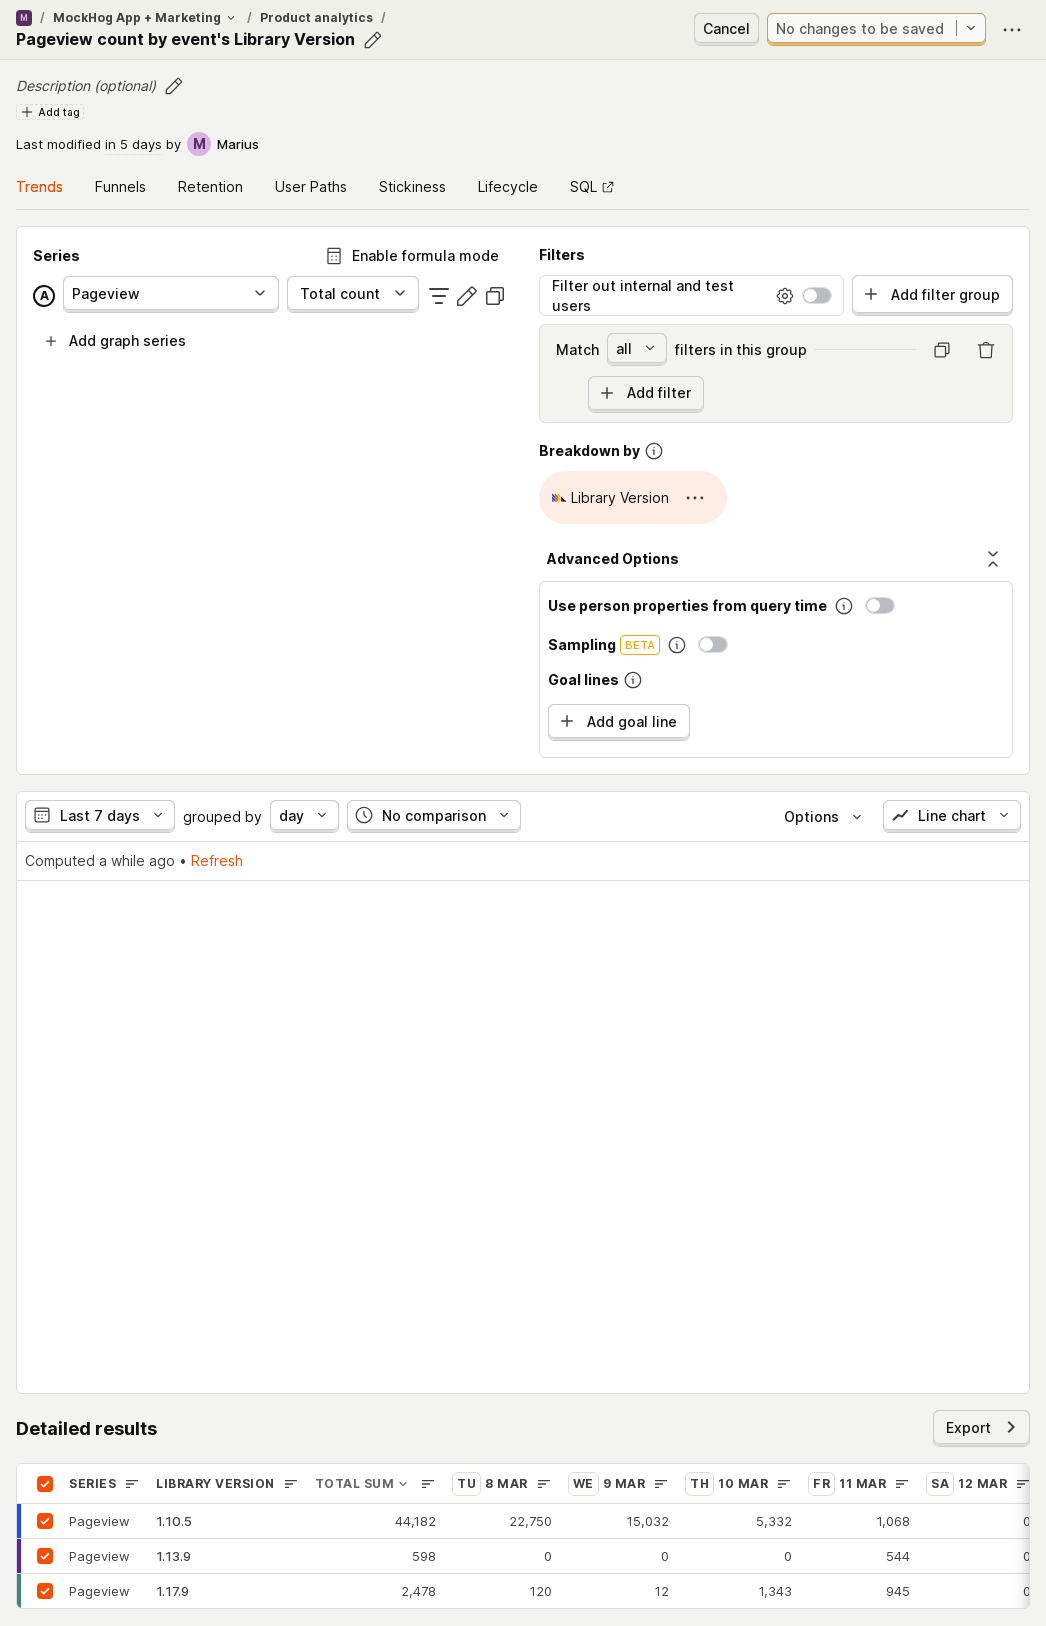 M / MockHog App + Marketing / Product analytics /
Pageview count by event's Library Version
Cancel
No changes to be saved
Description (optional)
Add tag
Last modified in 5 days by M Marius
Trends Funnels Retention User Paths Stickiness Lifecycle SQL
Series
Enable formula mode
A Pageview Total count
Add graph series
Filters
Filter out internal and test users
Add filter group
Match all filters in this group
Add filter
Breakdown by
Library Version
Advanced Options
Use person properties from query time
Sampling BETA
Goal lines
Add goal line
Last 7 days grouped by day No comparison Options Line chart
Computed a while ago • Refresh
Detailed results
Export
SERIES LIBRARY VERSION TOTAL SUM TU 8 MAR WE 9 MAR TH 10 MAR FR 11 MAR SA 12 MAR
Pageview 1.10.5 44,182 22,750 15,032 5,332 1,068 0
Pageview 1.13.9 598 0 0 0 544 0
Pageview 1.17.9 2,478 120 12 1,343 945 0